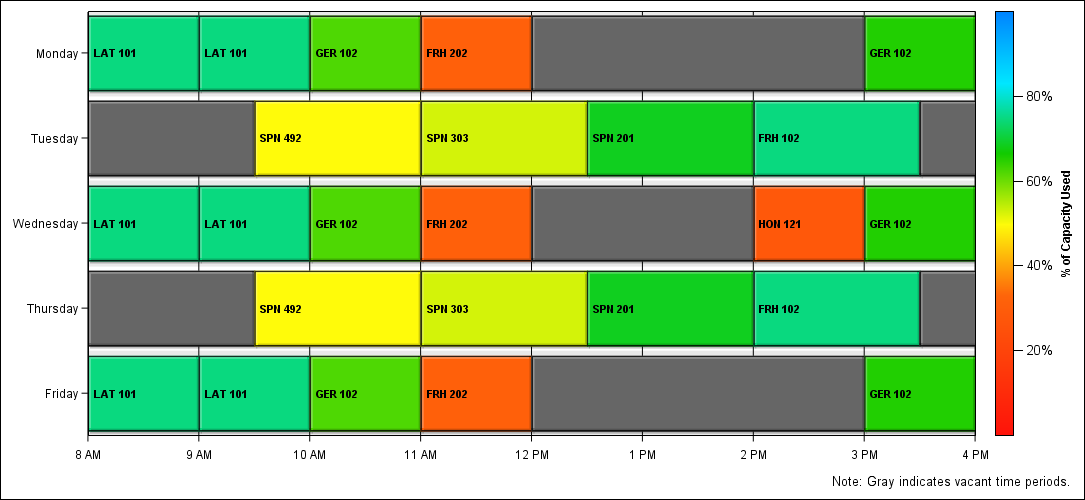 Monday
LAT 101
LAT 101
GER 102
FRH 202
GER 102
Tuesday
SPN 492
SPN 303
SPN 201
FRH 102
Wednesday
LAT 101
LAT 101
GER 102
FRH 202
HON 121
GER 102
Thursday
SPN 492
SPN 303
SPN 201
FRH 102
Friday
LAT 101
LAT 101
GER 102
FRH 202
GER 102
8 AM
9 AM
10 AM
11 AM
12 PM
1 PM
2 PM
3 PM
4 PM
80%
60%
40%
20%
% of Capacity Used
Note: Gray indicates vacant time periods.